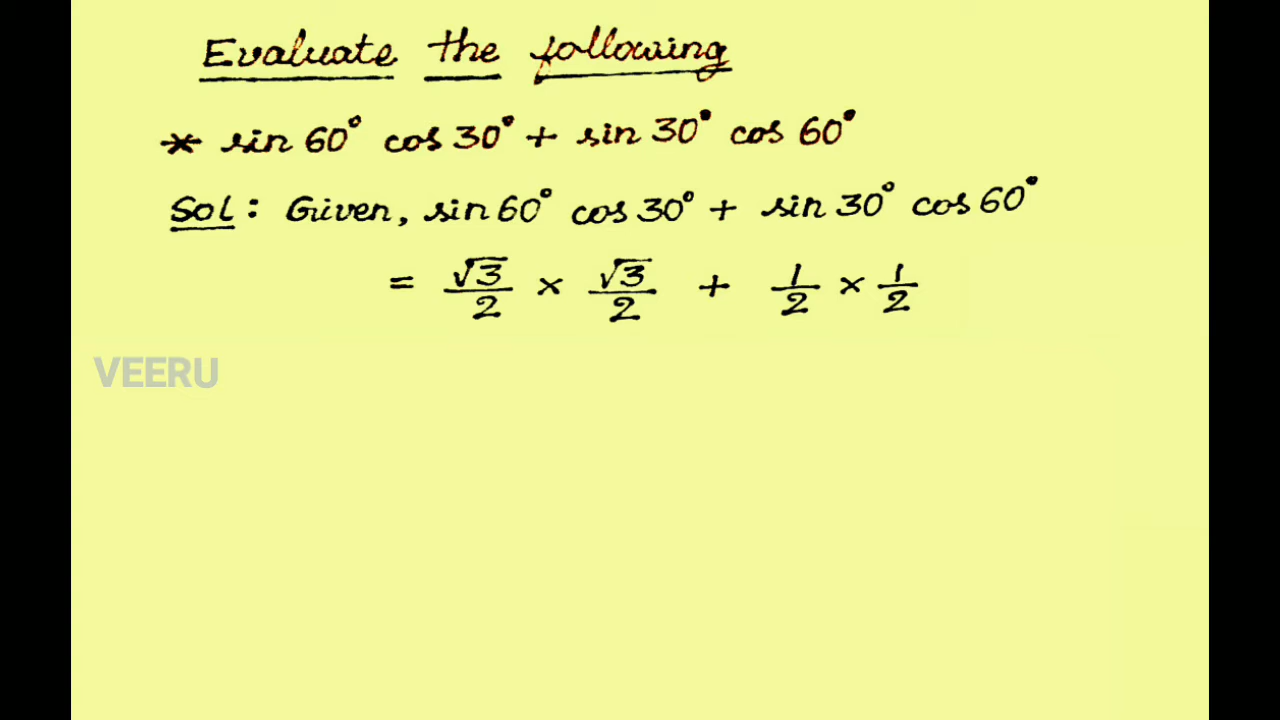 Evaluate the following
* sin 60° cos 30° + sin 30° cos 60°
Sol : Given, sin 60° cos 30° + sin 30° cos 60°
= √3/2 × √3/2 + 1/2 × 1/2
VEERU